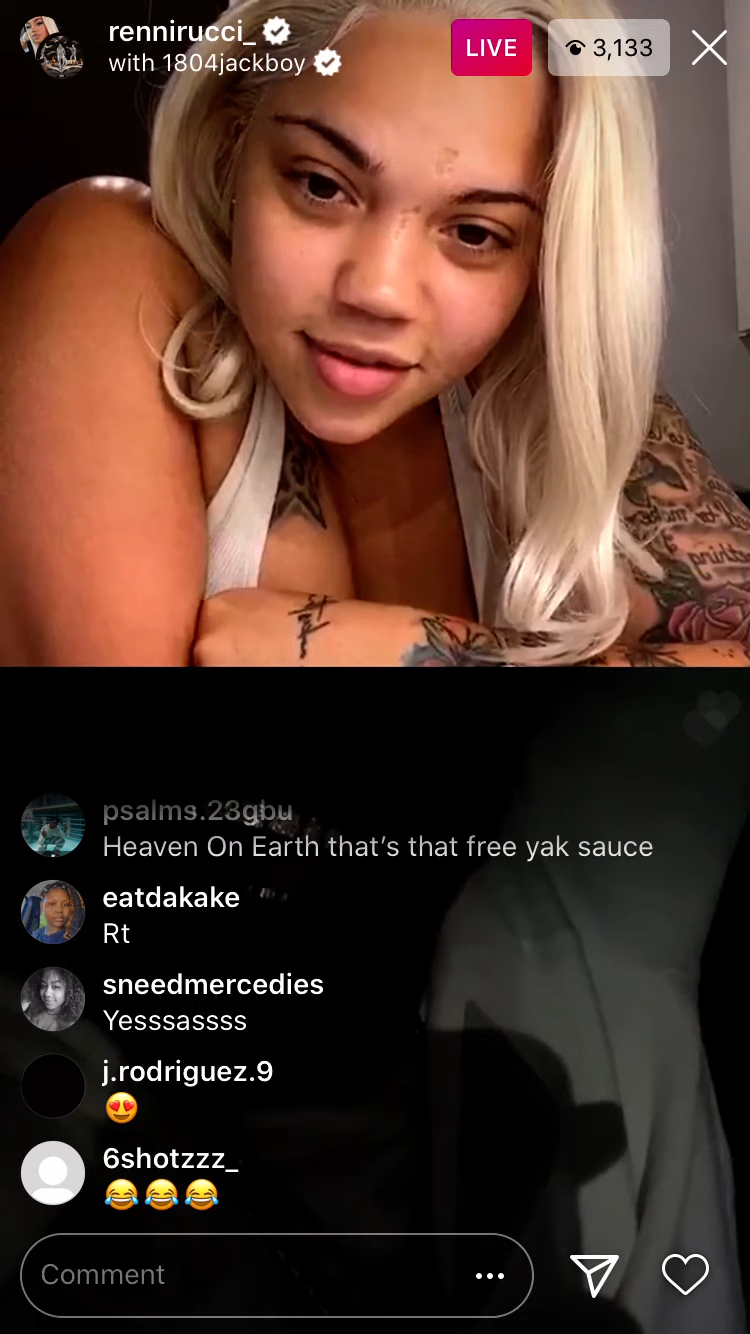 rennirucci_
with 1804jackboy
LIVE
3,133
psalms.23gbu
Heaven On Earth that’s that free yak sauce
eatdakake
Rt
sneedmercedies
Yesssassss
j.rodriguez.9
😍
6shotzzz_
😂😂😂
Comment